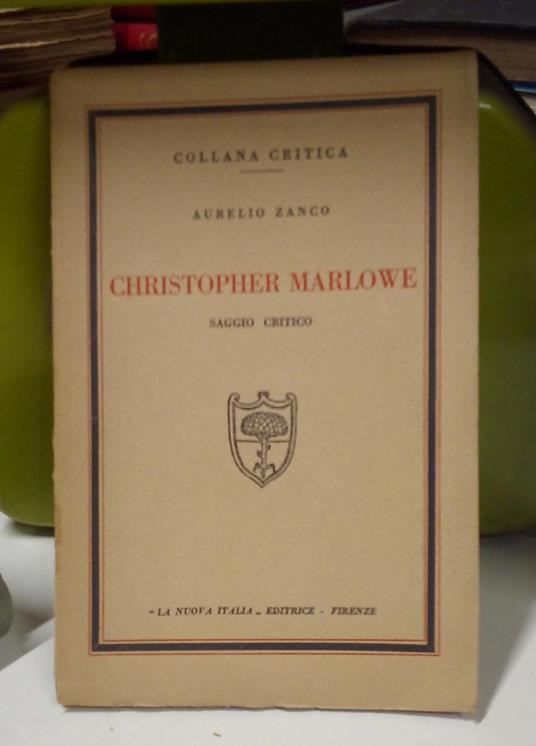 COLLANA CRITICA
AURELIO ZANCO
CHRISTOPHER MARLOWE
SAGGIO CRITICO
"LA NUOVA ITALIA„ EDITRICE - FIRENZE